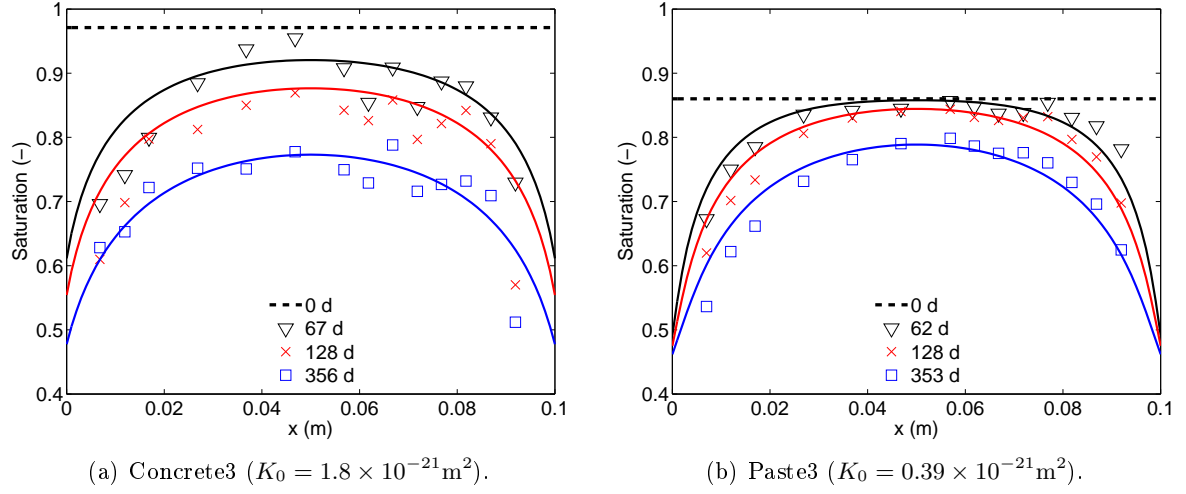 1
0.9
0.8
0.7
0.6
0.5
0.4
Saturation (−)
0 d
67 d
128 d
356 d
0 0.02 0.04 0.06 0.08 0.1
x (m)
(a) Concrete3 (K₀ = 1.8 × 10⁻²¹m²).
1
0.9
0.8
0.7
0.6
0.5
0.4
Saturation (−)
0 d
62 d
128 d
353 d
0 0.02 0.04 0.06 0.08 0.1
x (m)
(b) Paste3 (K₀ = 0.39 × 10⁻²¹m²).